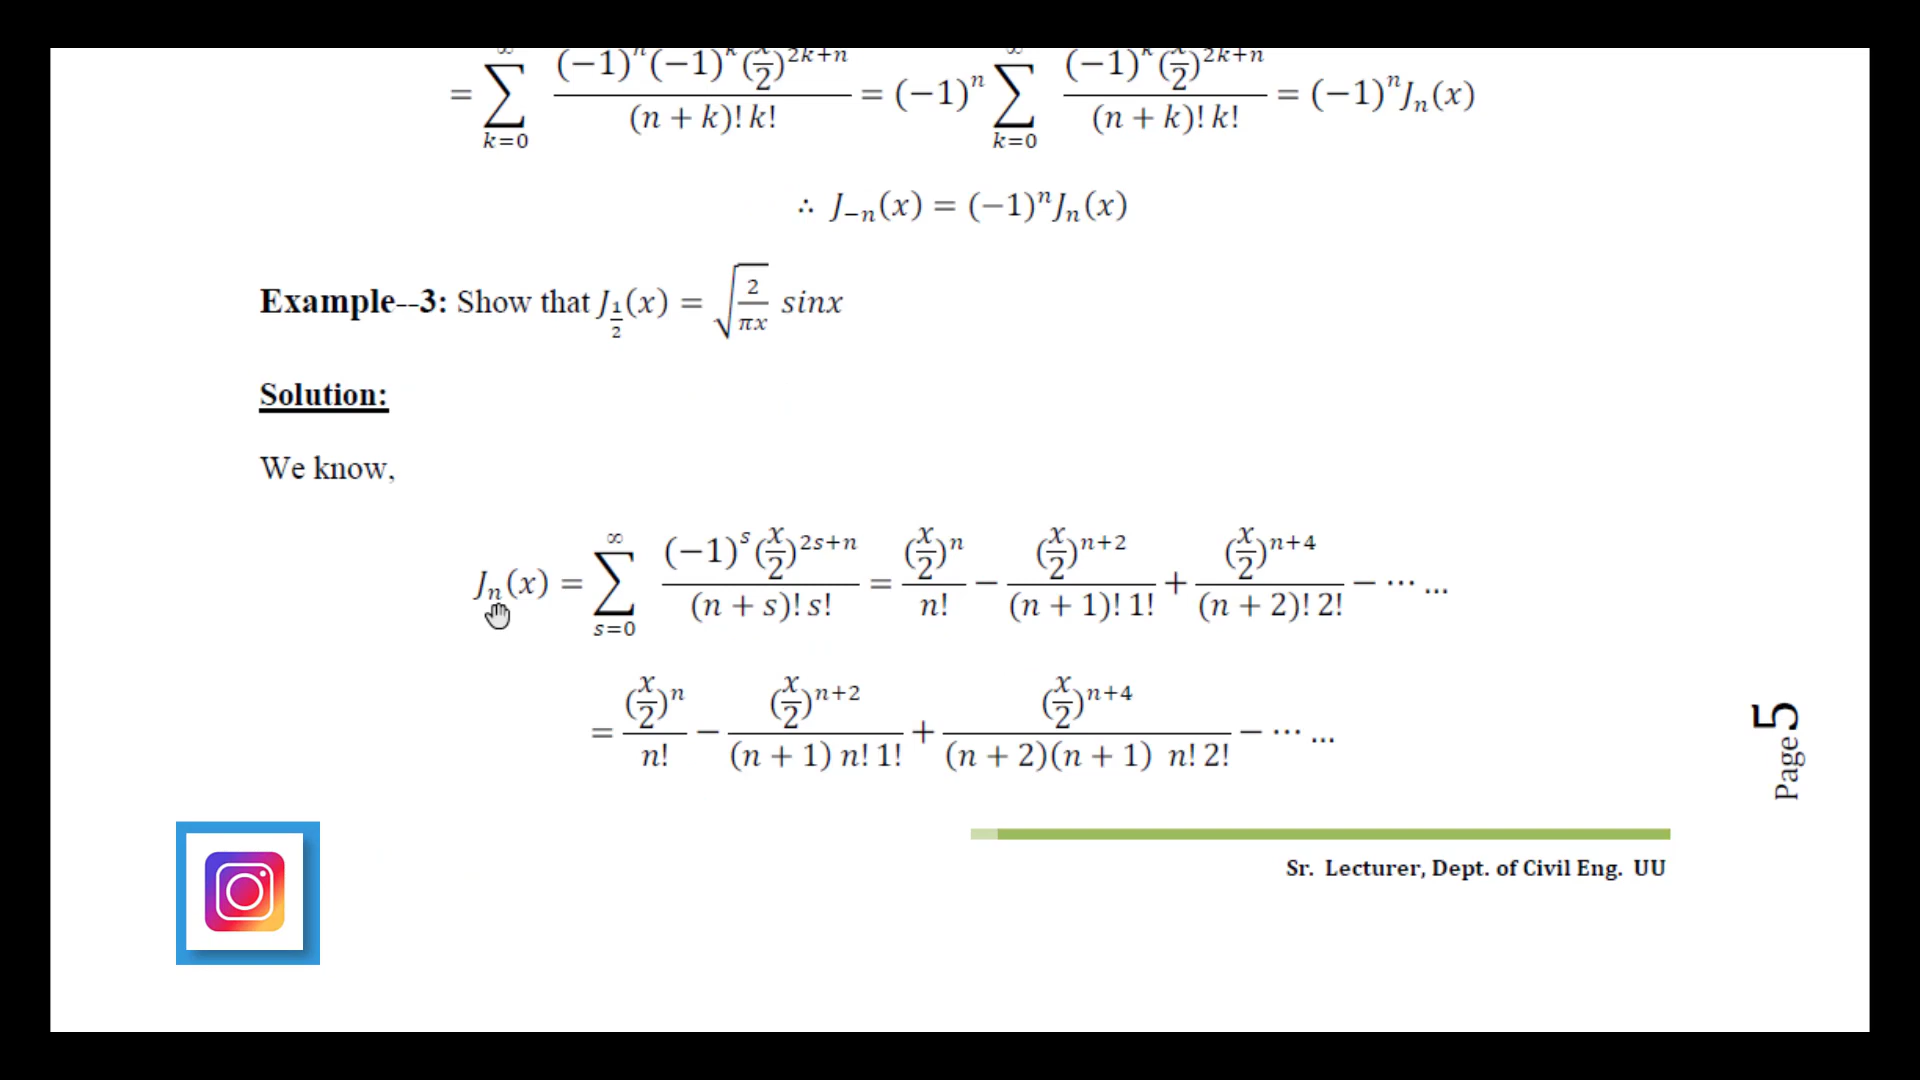 = ∑_{k=0}^{∞} (−1)^n (−1)^k (x/2)^{2k+n} / (n + k)! k! = (−1)^n ∑_{k=0}^{∞} (−1)^k (x/2)^{2k+n} / (n + k)! k! = (−1)^n J_n(x)
∴ J_{−n}(x) = (−1)^n J_n(x)
Example--3: Show that J_{1/2}(x) = √(2/πx) sinx
Solution:
We know,
J_n(x) = ∑_{s=0}^{∞} (−1)^s (x/2)^{2s+n} / (n + s)! s! = (x/2)^n / n! − (x/2)^{n+2} / (n + 1)! 1! + (x/2)^{n+4} / (n + 2)! 2! − ⋯ ...
= (x/2)^n / n! − (x/2)^{n+2} / (n + 1) n! 1! + (x/2)^{n+4} / (n + 2)(n + 1) n! 2! − ⋯ ...
Page 5
Sr. Lecturer, Dept. of Civil Eng. UU